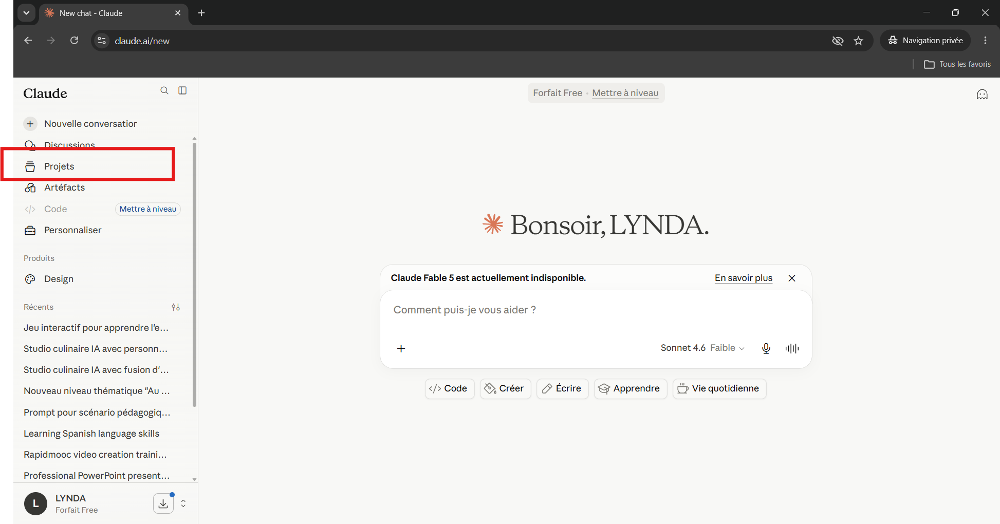 New chat - Claude
claude.ai/new
Navigation privée
Tous les favoris
Claude
Nouvelle conversation
Discussions
Projets
Artéfacts
Code
Mettre à niveau
Personnaliser
Produits
Design
Récents
Jeu interactif pour apprendre l'e...
Studio culinaire IA avec personn...
Studio culinaire IA avec fusion d'...
Nouveau niveau thématique "Au ...
Prompt pour scénario pédagogiq...
Learning Spanish language skills
Rapidmooc video creation traini...
Professional PowerPoint present...
L
LYNDA
Forfait Free
Forfait Free • Mettre à niveau
Bonsoir, LYNDA.
Claude Fable 5 est actuellement indisponible.
En savoir plus
Comment puis-je vous aider ?
Sonnet 4.6 Faible
Code
Créer
Écrire
Apprendre
Vie quotidienne